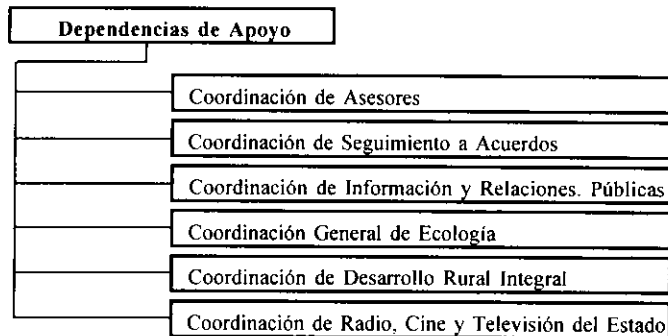 Dependencias de Apoyo
Coordinación de Asesores
Coordinación de Seguimiento a Acuerdos
Coordinación de Información y Relaciones. Públicas
Coordinación General de Ecología
Coordinación de Desarrollo Rural Integral
Coordinación de Radio, Cine y Televisión del Estado